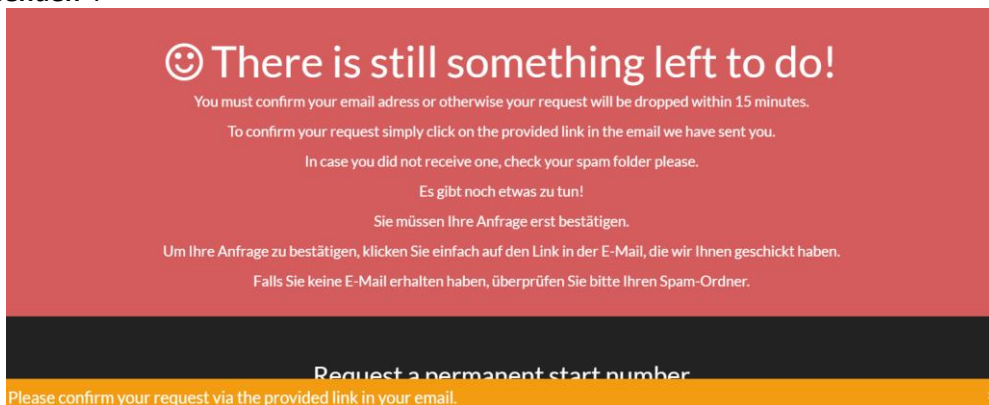 There is still something left to do!
You must confirm your email adress or otherwise your request will be dropped within 15 minutes.
To confirm your request simply click on the provided link in the email we have sent you.
In case you did not receive one, check your spam folder please.
Es gibt noch etwas zu tun!
Sie müssen Ihre Anfrage erst bestätigen.
Um Ihre Anfrage zu bestätigen, klicken Sie einfach auf den Link in der E-Mail, die wir Ihnen geschickt haben.
Falls Sie keine E-Mail erhalten haben, überprüfen Sie bitte Ihren Spam-Ordner.
Request a permanent start number
Please confirm your request via the provided link in your email.